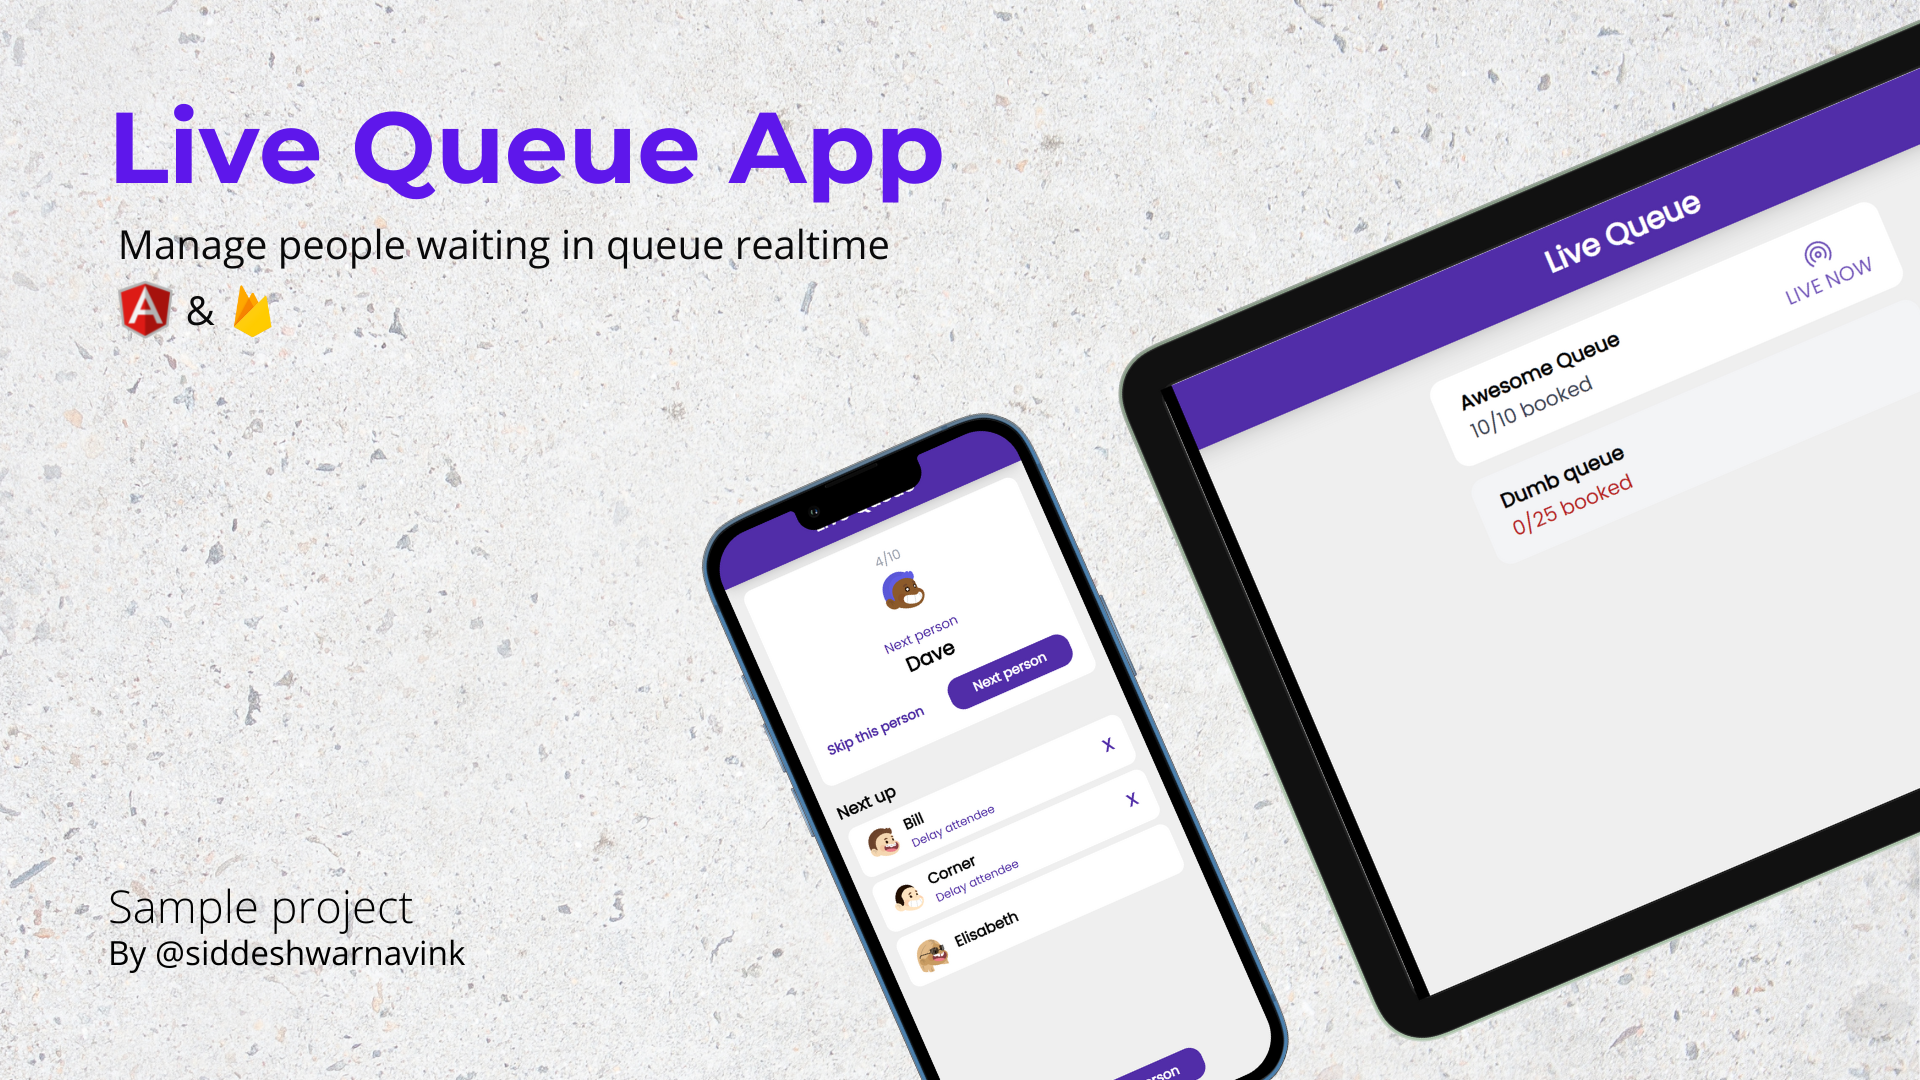 Live Queue App
Manage people waiting in queue realtime
A & 
Sample project
By @siddeshwarnavink
4/10
Next person
Dave
Skip this person
Next person
Next up
Bill
Delay attendee
X
Corner
Delay attendee
X
Elisabeth
Live Queue
Awesome Queue
10/10 booked
LIVE NOW
Dumb queue
0/25 booked